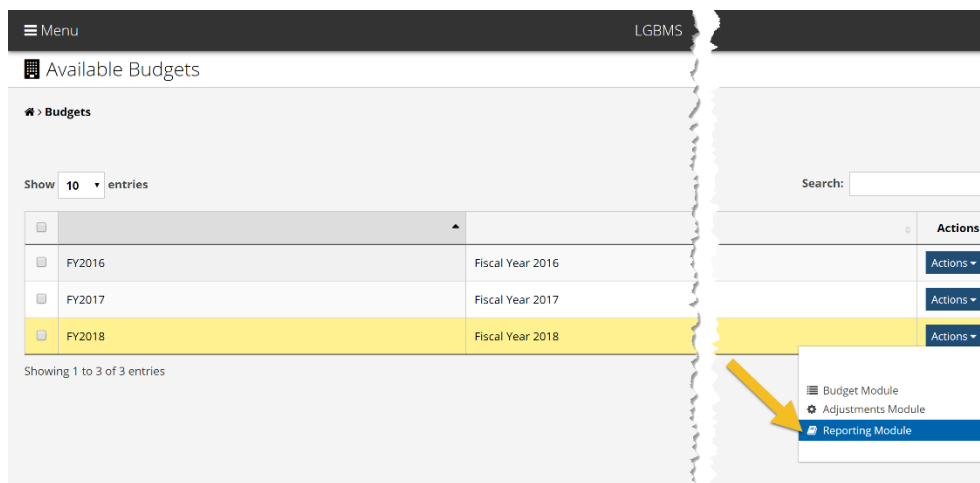 Menu LGBMS
Available Budgets
> Budgets
Show 10 entries Search:
Actions
FY2016 Fiscal Year 2016 Actions
FY2017 Fiscal Year 2017 Actions
FY2018 Fiscal Year 2018 Actions
Showing 1 to 3 of 3 entries
Budget Module
Adjustments Module
Reporting Module